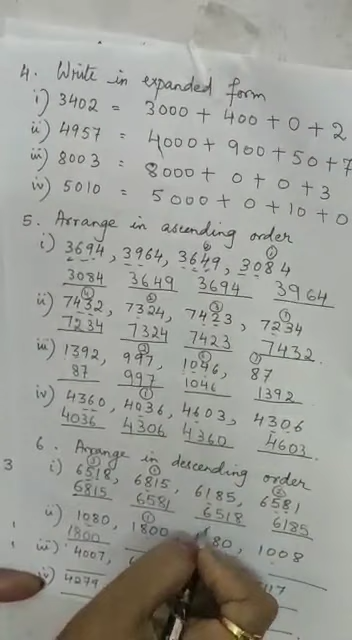 4. Write in expanded form
i) 3402 = 3000 + 400 + 0 + 2
ii) 4957 = 4000 + 900 + 50 + 7
iii) 8003 = 8000 + 0 + 0 + 3
iv) 5010 = 5000 + 0 + 10 + 0
5. Arrange in ascending order
i) 3694, 3964, 3649, 3084
3084 3649 3694 3964
ii) 7432, 7324, 7423, 7234
7234 7324 7423 7432
iii) 1392, 997, 1046, 87
87 997 1046 1392
iv) 4360, 4036, 4603, 4306
4036 4306 4360 4603
6. Arrange in descending order
3 i) 6518, 6815, 6185, 6581
6815 6581 6518 6185
ii) 1080, 1800, 80, 1008
1800
iii) 4007,
iv) 4279